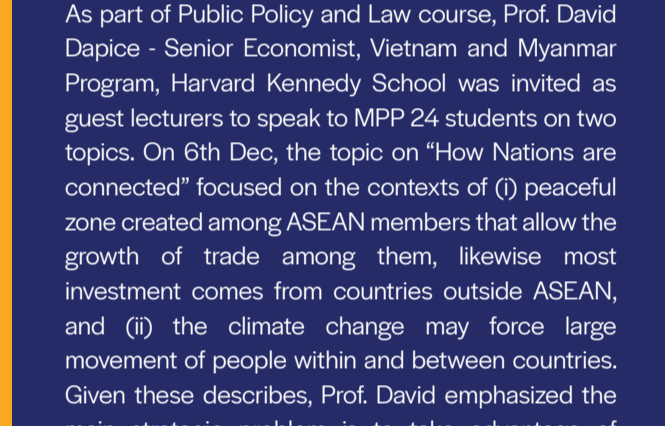 As part of Public Policy and Law course, Prof. David
Dapice - Senior Economist, Vietnam and Myanmar
Program, Harvard Kennedy School was invited as
guest lecturers to speak to MPP 24 students on two
topics. On 6th Dec, the topic on “How Nations are
connected” focused on the contexts of (i) peaceful
zone created among ASEAN members that allow the
growth of trade among them, likewise most
investment comes from countries outside ASEAN,
and (ii) the climate change may force large
movement of people within and between countries.
Given these describes, Prof. David emphasized the